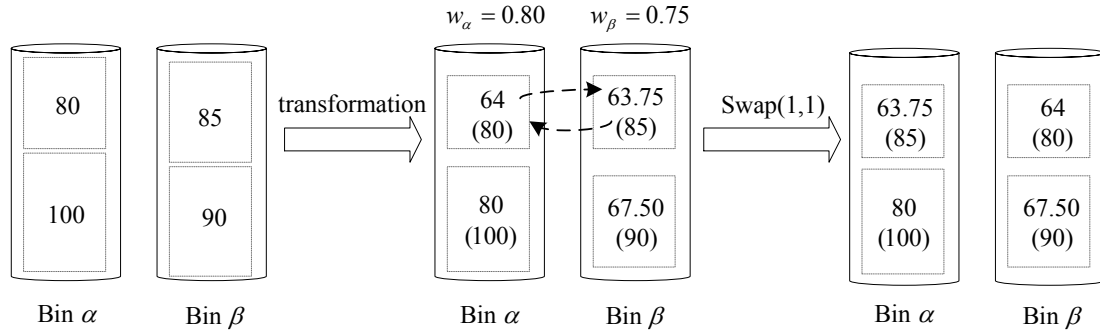 w_α = 0.80
w_β = 0.75
80
100
Bin α
85
90
Bin β
transformation
64
(80)
80
(100)
Bin α
63.75
(85)
67.50
(90)
Bin β
Swap(1,1)
63.75
(85)
80
(100)
Bin α
64
(80)
67.50
(90)
Bin β